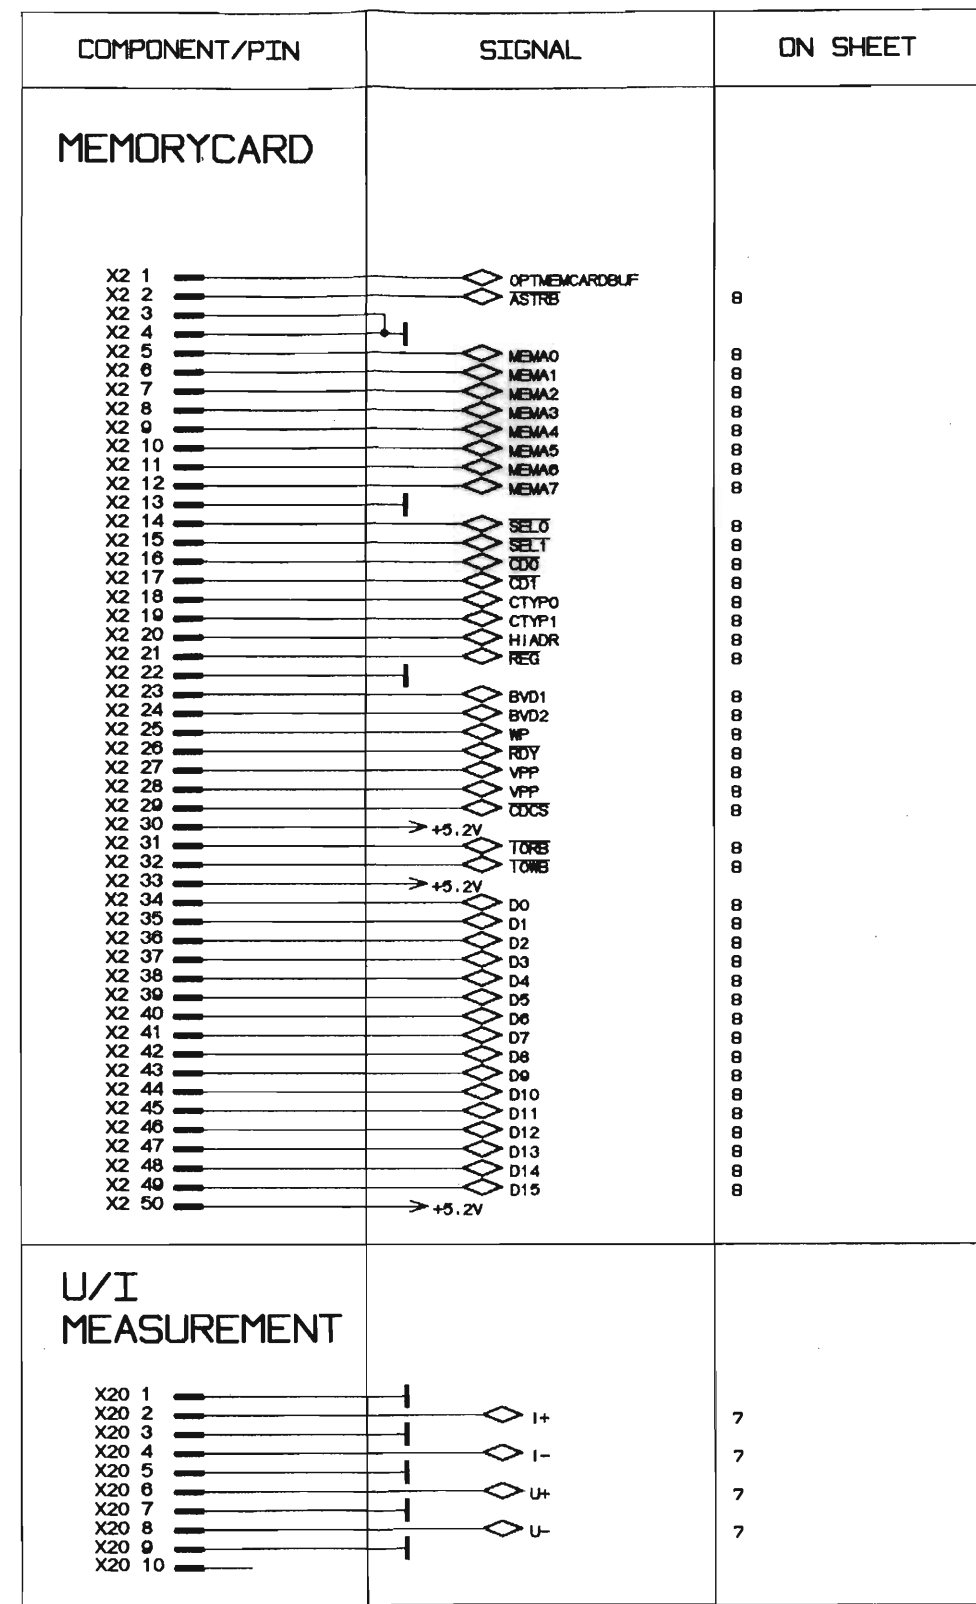 COMPONENT/PIN SIGNAL ON SHEET
MEMORYCARD
X2 1 OPTMEMCARDBUF
X2 2 ASTRB 8
X2 3
X2 4
X2 5 MEMA0 8
X2 6 MEMA1 8
X2 7 MEMA2 8
X2 8 MEMA3 8
X2 9 MEMA4 8
X2 10 MEMA5 8
X2 11 MEMA6 8
X2 12 MEMA7 8
X2 13
X2 14 SEL0 8
X2 15 SEL1 8
X2 16 CD0 8
X2 17 CD1 8
X2 18 CTYP0 8
X2 19 CTYP1 8
X2 20 HIADR 8
X2 21 REG 8
X2 22
X2 23 BVD1 8
X2 24 BVD2 8
X2 25 WP 8
X2 26 RDY 8
X2 27 VPP 8
X2 28 VPP 8
X2 29 CDCS 8
X2 30 +5.2V
X2 31 IORB 8
X2 32 IOWB 8
X2 33 +5.2V
X2 34 D0 8
X2 35 D1 8
X2 36 D2 8
X2 37 D3 8
X2 38 D4 8
X2 39 D5 8
X2 40 D6 8
X2 41 D7 8
X2 42 D8 8
X2 43 D9 8
X2 44 D10 8
X2 45 D11 8
X2 46 D12 8
X2 47 D13 8
X2 48 D14 8
X2 49 D15 8
X2 50 +5.2V
U/I
MEASUREMENT
X20 1
X20 2 I+ 7
X20 3
X20 4 I- 7
X20 5
X20 6 U+ 7
X20 7
X20 8 U- 7
X20 9
X20 10